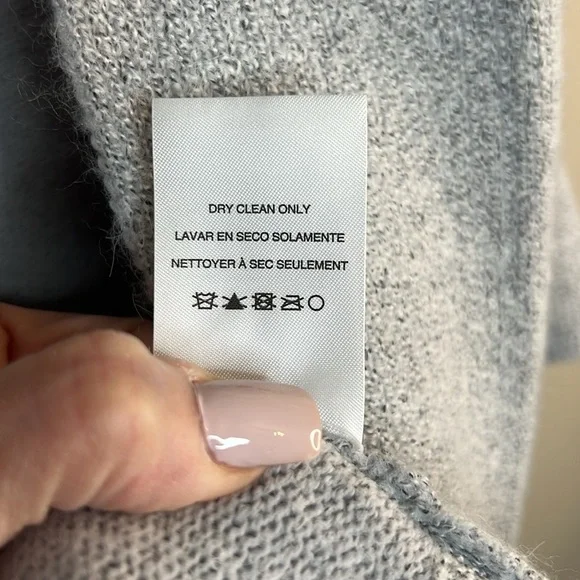 DRY CLEAN ONLY
LAVAR EN SECO SOLAMENTE
NETTOYER À SEC SEULEMENT